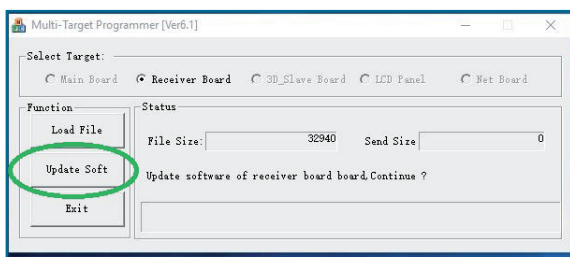 Multi-Target Programmer [Ver6.1]
Select Target:
Main Board Receiver Board 3D_Slave Board LCD Panel Net Board
Function
Load File
Update Soft
Exit
Status
File Size: 32940 Send Size 0
Update software of receiver board board,Continue ?